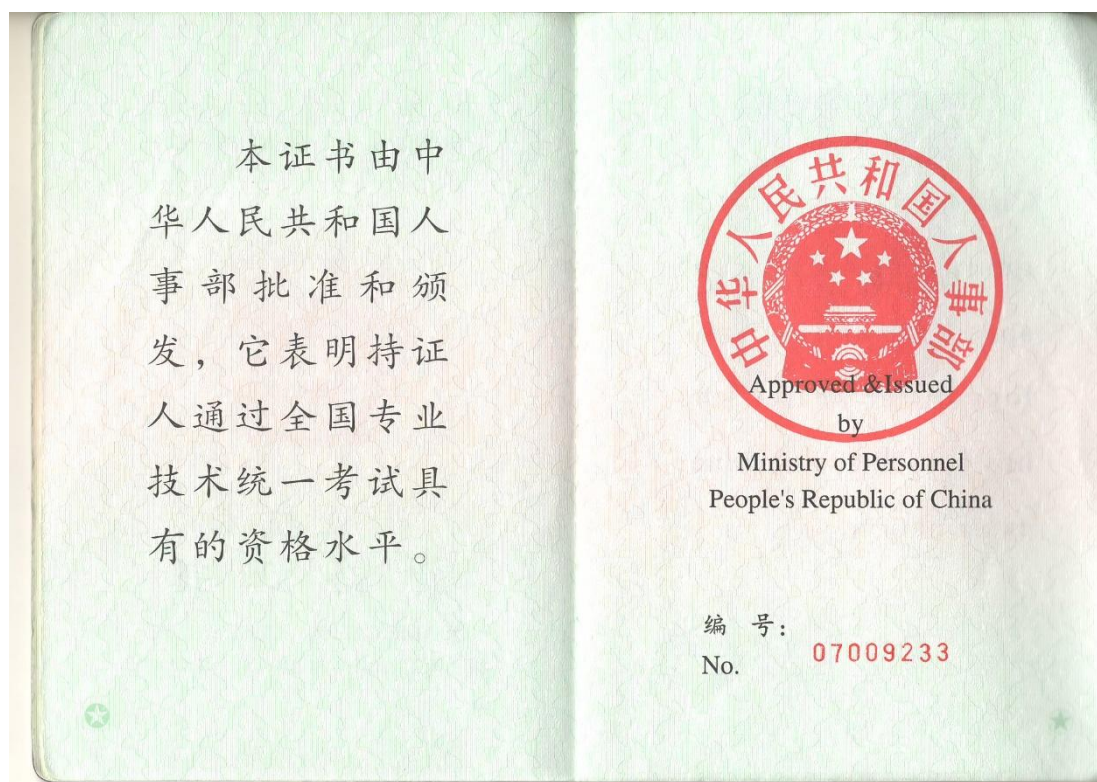 本证书由中
华人民共和国人
事部批准和颁
发，它表明持证
人通过全国专业
技术统一考试具
有的资格水平。
中华人民共和国人事部
Approved &Issued
by
Ministry of Personnel
People's Republic of China
编 号：
No.
07009233